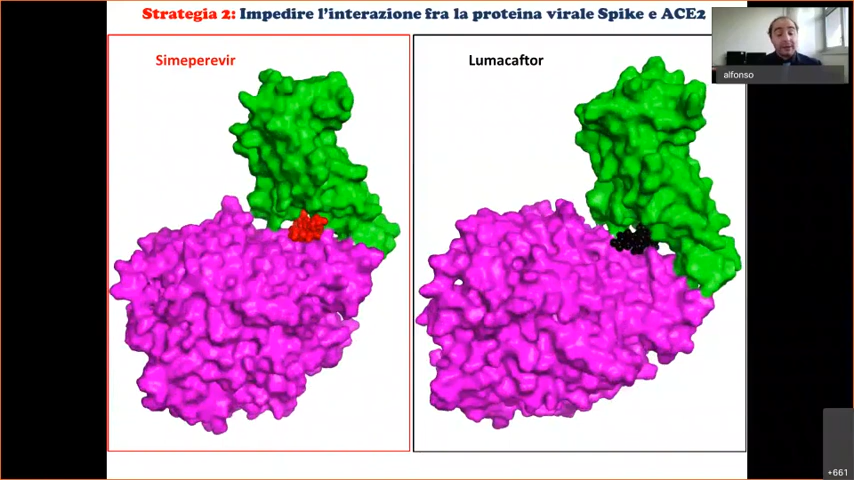 Strategia 2: Impedire l’interazione fra la proteina virale Spike e ACE2
Simeperevir
Lumacaftor
alfonso
+661